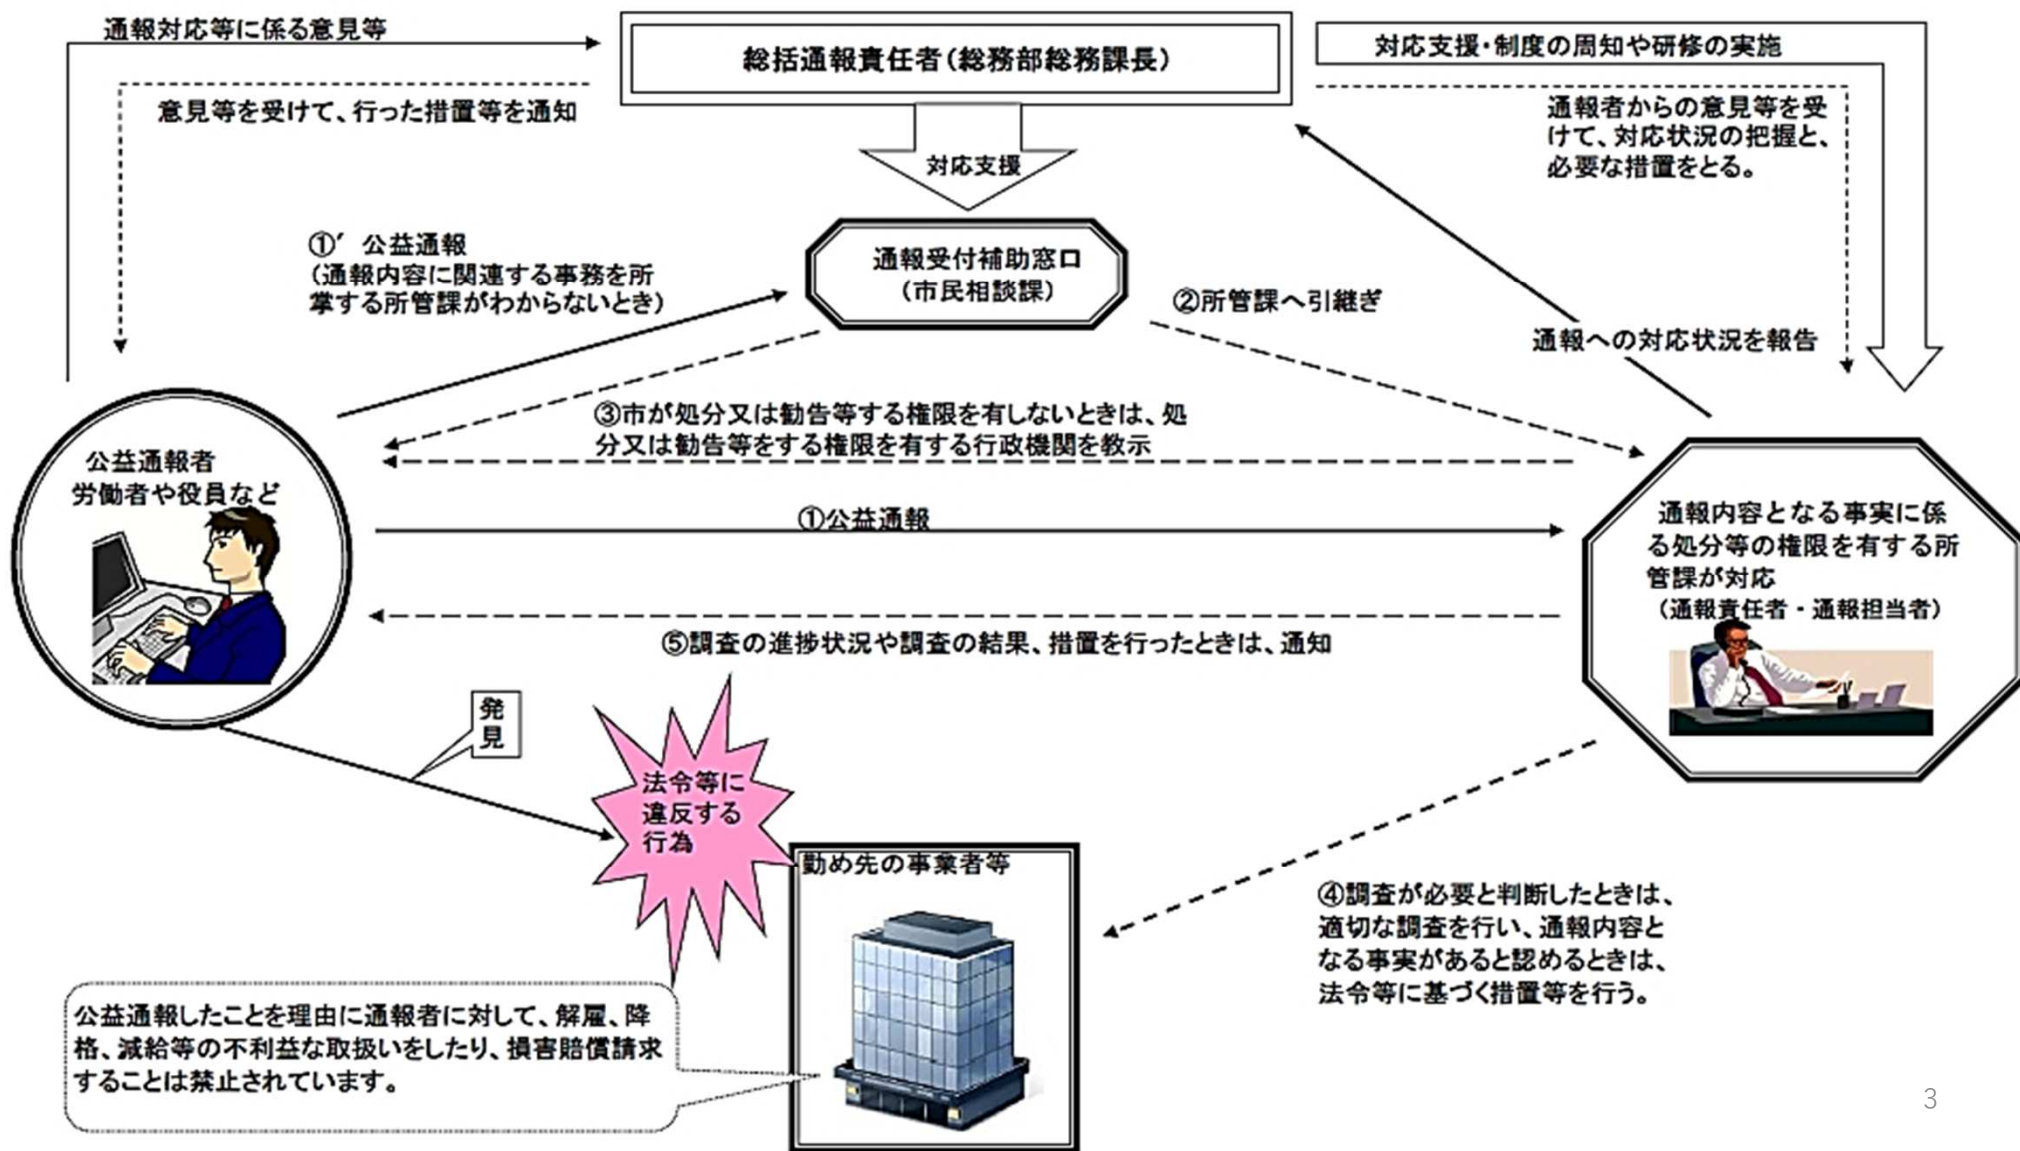 通報対応等に係る意見等
総括通報責任者（総務部総務課長）
対応支援・制度の周知や研修の実施
意見等を受けて、行った措置等を通知
通報者からの意見等を受
けて、対応状況の把握と、
必要な措置をとる。
対応支援
①′ 公益通報
（通報内容に関連する事務を所
掌する所管課がわからないとき）
通報受付補助窓口
（市民相談課）
②所管課へ引継ぎ
通報への対応状況を報告
③市が処分又は勧告等する権限を有しないときは、処
分又は勧告等をする権限を有する行政機関を教示
公益通報者
労働者や役員など
①公益通報
通報内容となる事実に係
る処分等の権限を有する所
管課が対応
（通報責任者・通報担当者）
⑤調査の進捗状況や調査の結果、措置を行ったときは、通知
発
見
法令等に
違反する
行為
勤め先の事業者等
④調査が必要と判断したときは、
適切な調査を行い、通報内容と
なる事実があると認めるときは、
法令等に基づく措置等を行う。
公益通報したことを理由に通報者に対して、解雇、降
格、減給等の不利益な取扱いをしたり、損害賠償請求
することは禁止されています。
3